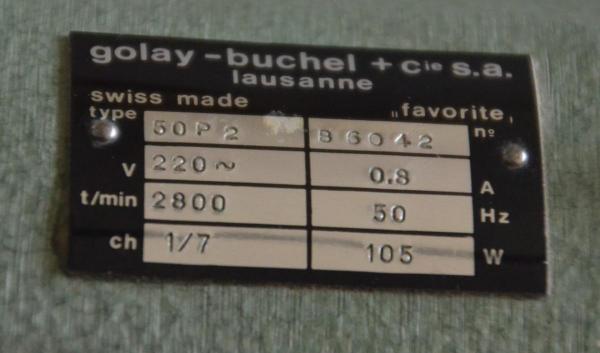 golay-buchel + cie s.a.
lausanne
swiss made "favorite"
type 50P2 86042 nº
V 220~ 0.8 A
t/min 2800 50 Hz
ch 1/7 105 W